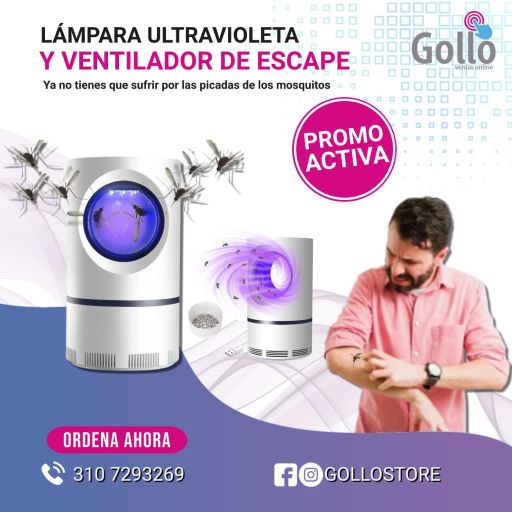 LÁMPARA ULTRAVIOLETA
Y VENTILADOR DE ESCAPE
Ya no tienes que sufrir por las picadas de los mosquitos
Gollo
Ventas online
PROMO
ACTIVA
ORDENA AHORA
310 7293269
GOLLOSTORE